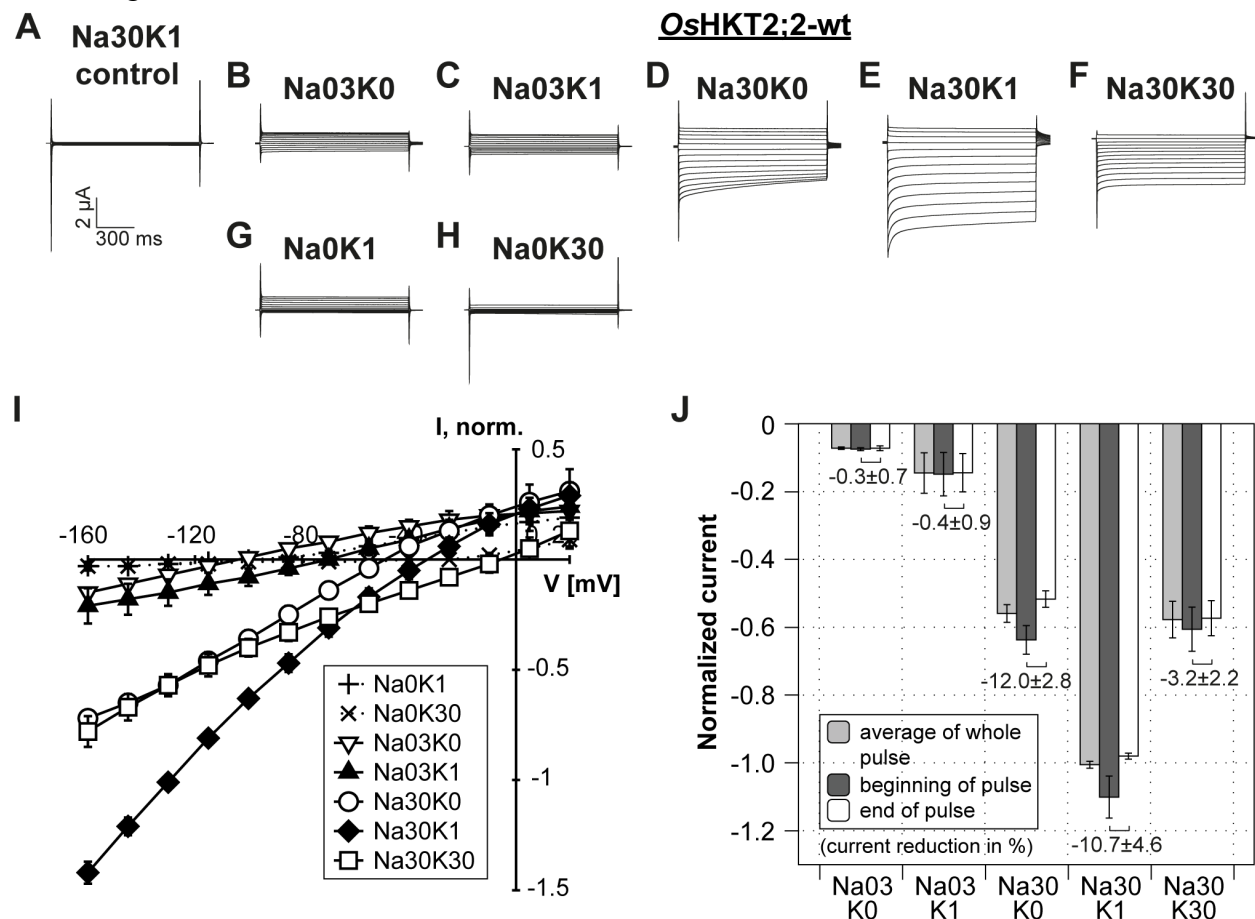 OsHKT2;2-wt
A
Na30K1
control
B
Na03K0
C
Na03K1
D
Na30K0
E
Na30K1
F
Na30K30
2 µA
300 ms
G
Na0K1
H
Na0K30
I
I, norm.
0.5
-160
-120
-80
V [mV]
-0.5
-1
-1.5
Na0K1
Na0K30
Na03K0
Na03K1
Na30K0
Na30K1
Na30K30
J
Normalized current
0
-0.2
-0.4
-0.6
-0.8
-1.0
-1.2
-0.3±0.7
-0.4±0.9
-12.0±2.8
-10.7±4.6
-3.2±2.2
average of whole
pulse
beginning of pulse
end of pulse
(current reduction in %)
Na03
K0
Na03
K1
Na30
K0
Na30
K1
Na30
K30